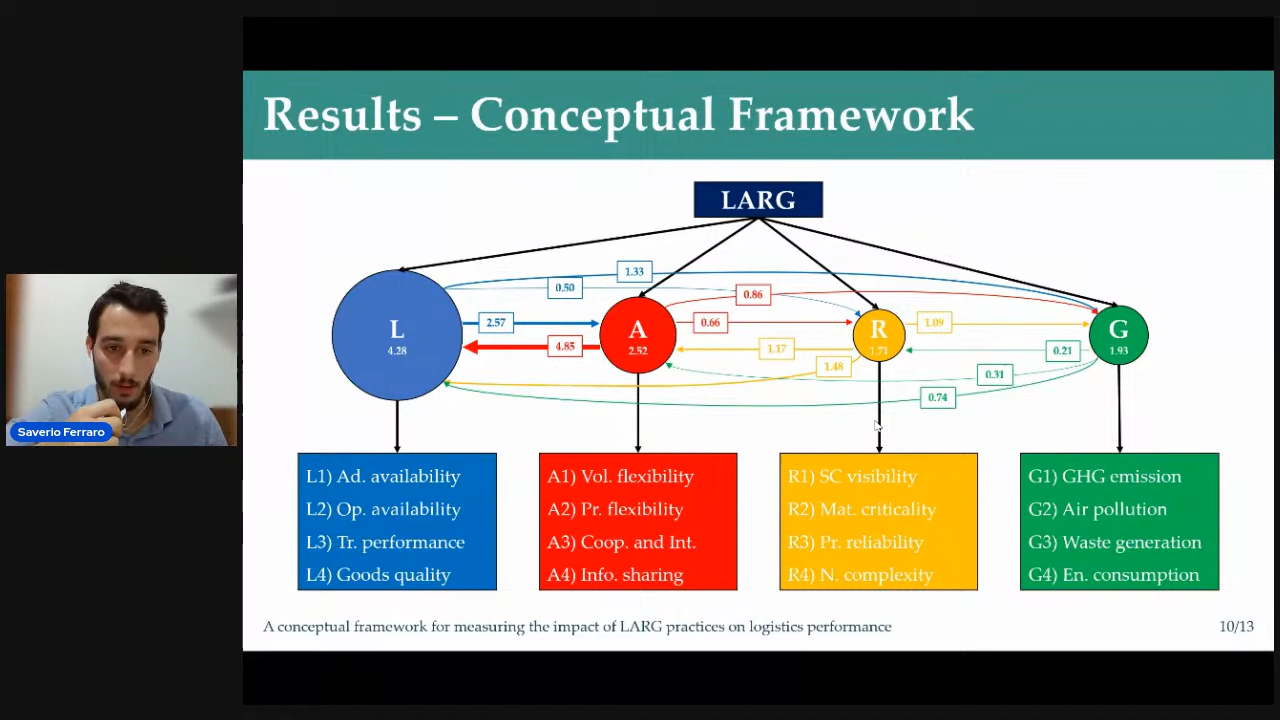 Results – Conceptual Framework
LARG
1.33
0.50
0.86
L
4.28
2.57
4.85
A
2.52
0.66
1.17
1.48
R
1.71
1.09
0.21
0.31
0.74
G
1.93
Saverio Ferraro
L1) Ad. availability
L2) Op. availability
L3) Tr. performance
L4) Goods quality
A1) Vol. flexibility
A2) Pr. flexibility
A3) Coop. and Int.
A4) Info. sharing
R1) SC visibility
R2) Mat. criticality
R3) Pr. reliability
R4) N. complexity
G1) GHG emission
G2) Air pollution
G3) Waste generation
G4) En. consumption
A conceptual framework for measuring the impact of LARG practices on logistics performance
10/13